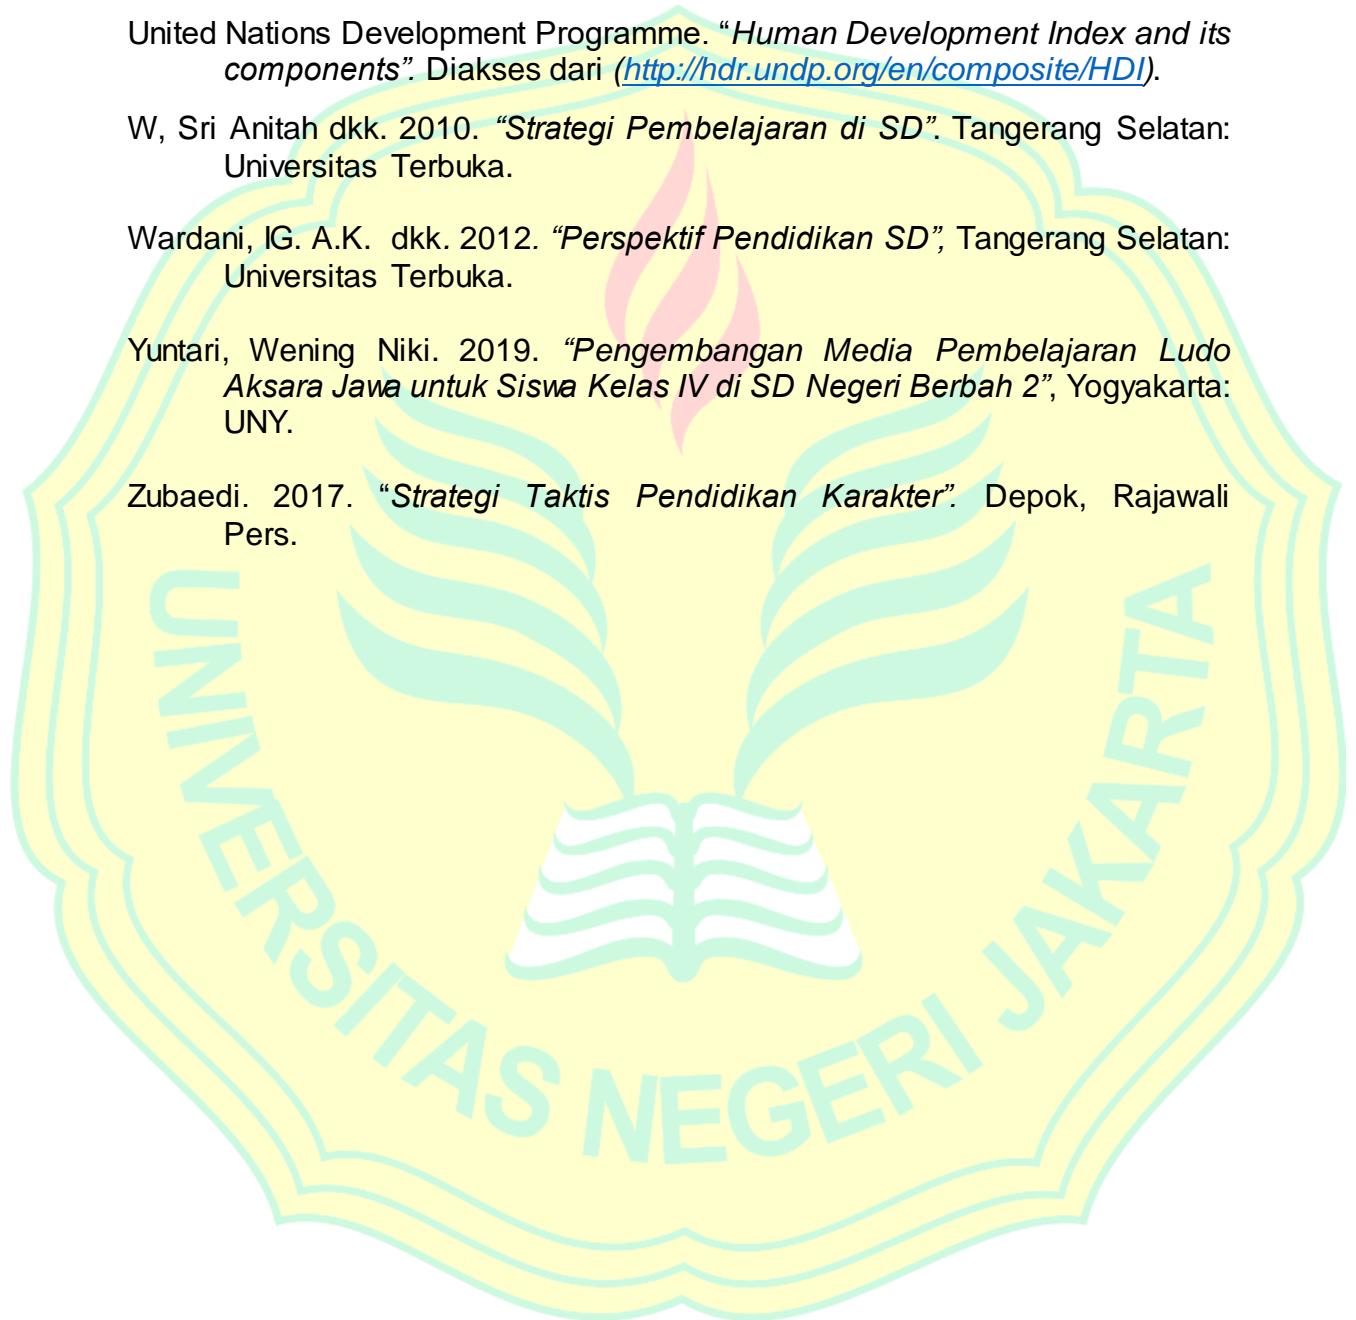 United Nations Development Programme. “Human Development Index and its
components”. Diakses dari (http://hdr.undp.org/en/composite/HDI).
W, Sri Anitah dkk. 2010. “Strategi Pembelajaran di SD”. Tangerang Selatan:
Universitas Terbuka.
Wardani, IG. A.K. dkk. 2012. “Perspektif Pendidikan SD”, Tangerang Selatan:
Universitas Terbuka.
Yuntari, Wening Niki. 2019. “Pengembangan Media Pembelajaran Ludo
Aksara Jawa untuk Siswa Kelas IV di SD Negeri Berbah 2”, Yogyakarta:
UNY.
Zubaedi. 2017. “Strategi Taktis Pendidikan Karakter”. Depok, Rajawali
Pers.
UNIVERSITAS NEGERI JAKARTA